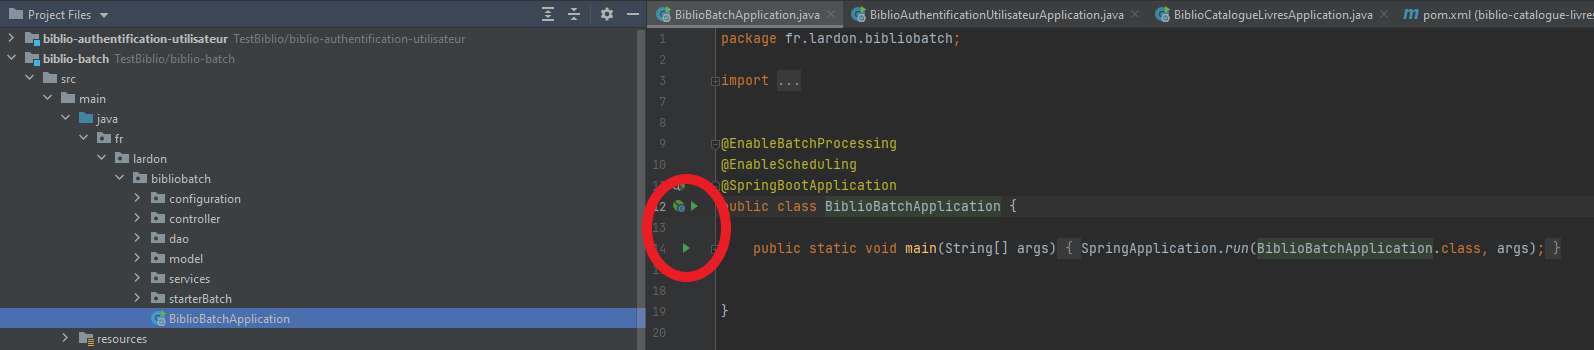 Project Files
biblio-authentification-utilisateur TestBiblio/biblio-authentification-utilisateur
biblio-batch TestBiblio/biblio-batch
src
main
java
fr
lardon
bibliobatch
configuration
controller
dao
model
services
starterBatch
BiblioBatchApplication
resources
BiblioBatchApplication.java BiblioAuthentificationUtilisateurApplication.java BiblioCatalogueLivresApplication.java pom.xml (biblio-catalogue-livres
1 package fr.lardon.bibliobatch;
2
3 import ...
7
8
9 @EnableBatchProcessing
10 @EnableScheduling
@SpringBootApplication
12 public class BiblioBatchApplication {
13
14 public static void main(String[] args) { SpringApplication.run(BiblioBatchApplication.class, args); }
18
19 }
20